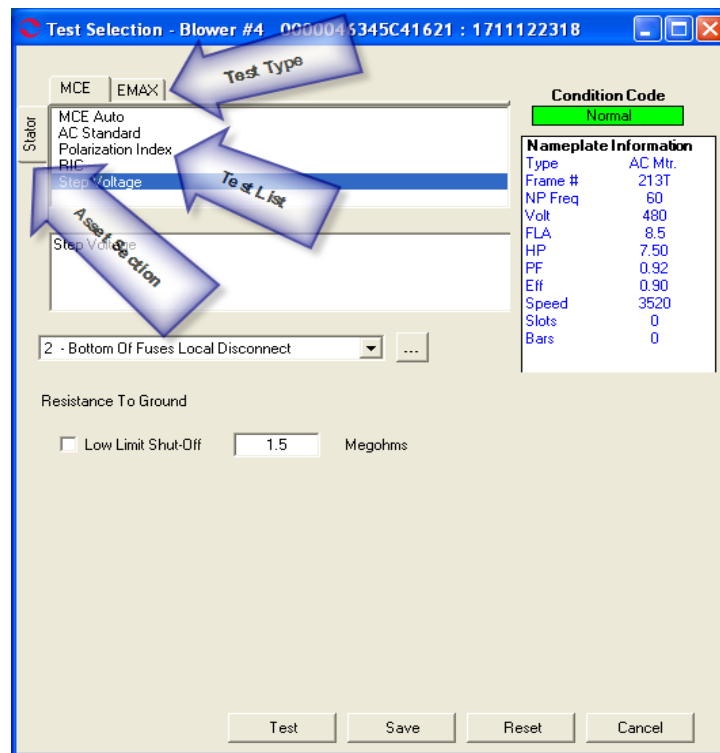 Test Selection - Blower #4 0000046345C41621 : 1711122318
Test Type
MCE EMAX
Condition Code
Normal
Stator
MCE Auto
AC Standard
Polarization Index
RIC
Step Voltage
Test List
Asset Section
Step Voltage
Nameplate Information
Type AC Mtr.
Frame # 213T
NP Freq 60
Volt 480
FLA 8.5
HP 7.50
PF 0.92
Eff 0.90
Speed 3520
Slots 0
Bars 0
2 - Bottom Of Fuses Local Disconnect ...
Resistance To Ground
Low Limit Shut-Off 1.5 Megohms
Test Save Reset Cancel